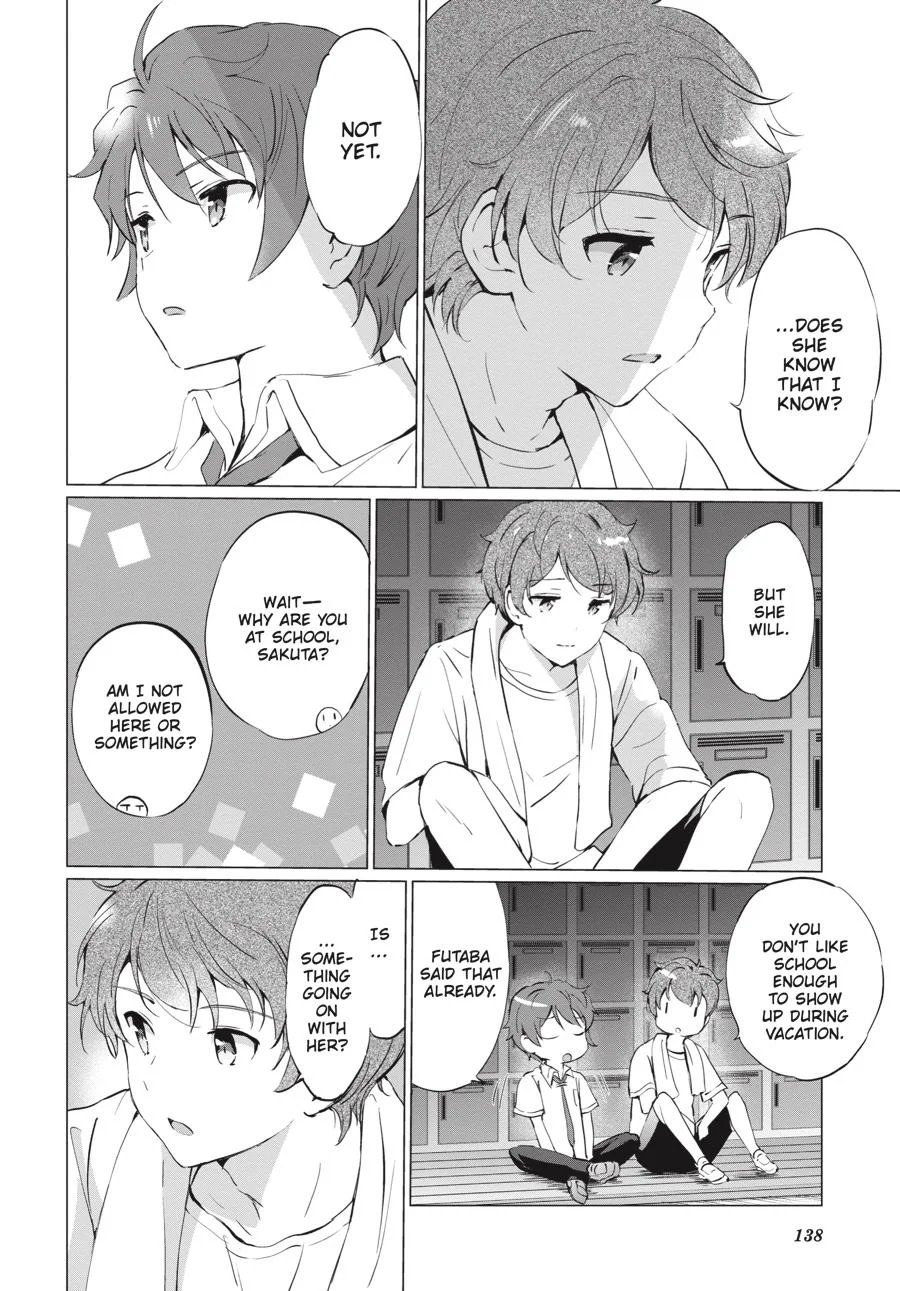 ...DOES
SHE
KNOW
THAT I
KNOW?
NOT
YET.
BUT
SHE
WILL.
WAIT—
WHY ARE YOU
AT SCHOOL,
SAKUTA?
AM I NOT
ALLOWED
HERE OR
SOMETHING?
YOU
DON'T LIKE
SCHOOL
ENOUGH
TO SHOW
UP DURING
VACATION.
FUTABA
SAID THAT
ALREADY.
IS
...
...
SOME-
THING
GOING
ON
WITH
HER?
138